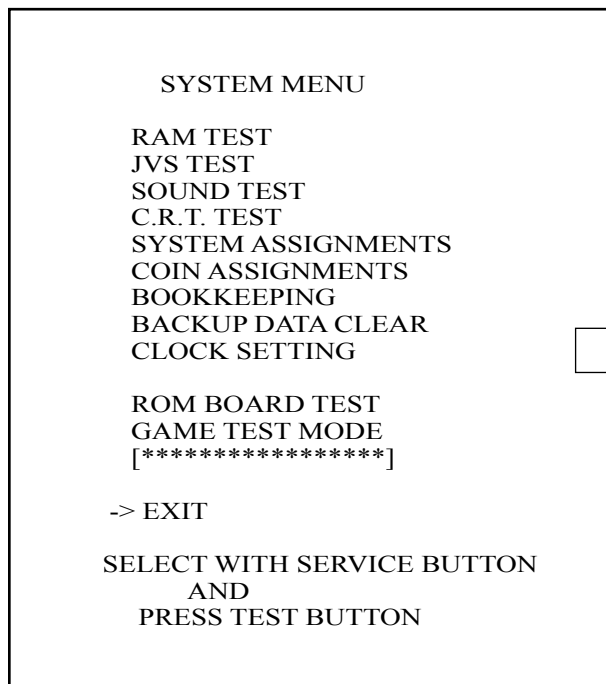 SYSTEM MENU
RAM TEST
JVS TEST
SOUND TEST
C.R.T. TEST
SYSTEM ASSIGNMENTS
COIN ASSIGNMENTS
BOOKKEEPING
BACKUP DATA CLEAR
CLOCK SETTING
ROM BOARD TEST
GAME TEST MODE
[*****************]
-> EXIT
SELECT WITH SERVICE BUTTON
AND
PRESS TEST BUTTON